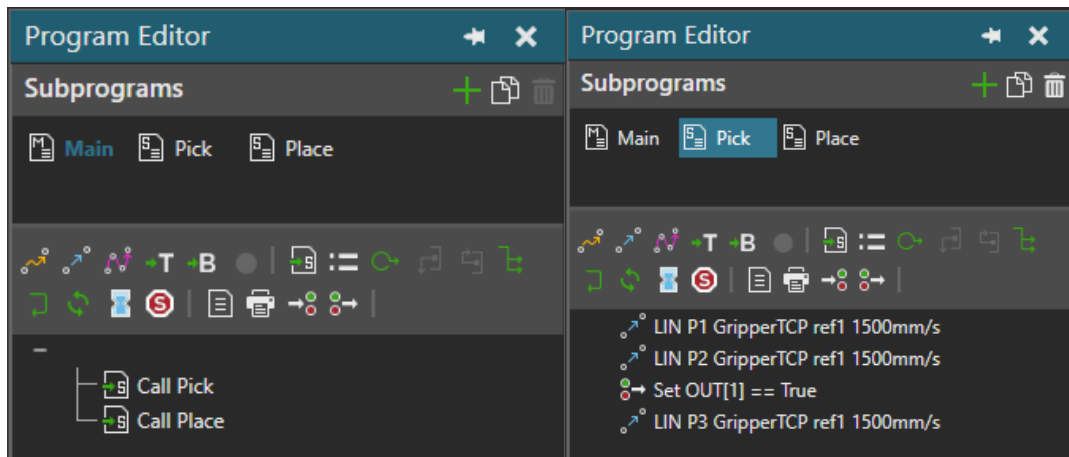 Program Editor
Subprograms
Main Pick Place
Call Pick
Call Place
Program Editor
Subprograms
Main Pick Place
LIN P1 GripperTCP ref1 1500mm/s
LIN P2 GripperTCP ref1 1500mm/s
Set OUT[1] == True
LIN P3 GripperTCP ref1 1500mm/s